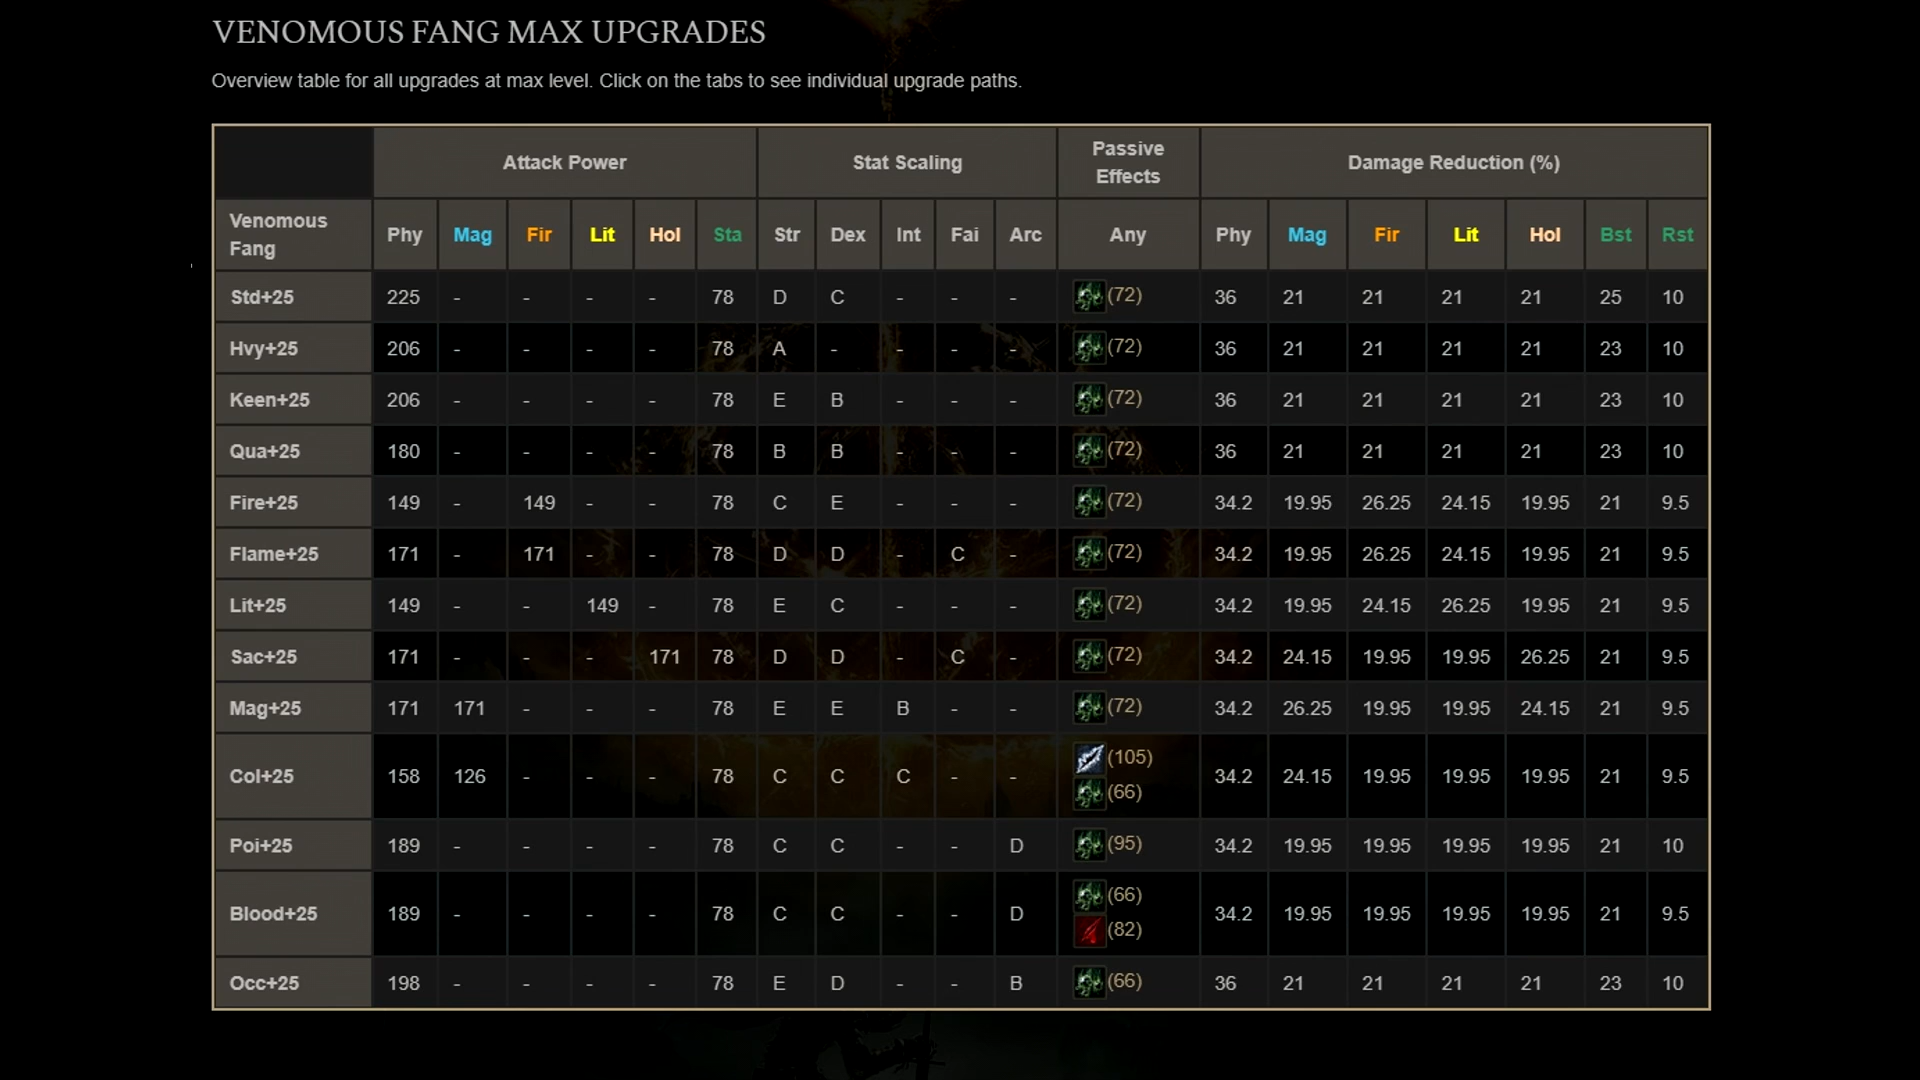 VENOMOUS FANG MAX UPGRADES
Overview table for all upgrades at max level. Click on the tabs to see individual upgrade paths.
Attack Power Stat Scaling Passive Effects Damage Reduction (%)
Venomous Fang Phy Mag Fir Lit Hol Sta Str Dex Int Fai Arc Any Phy Mag Fir Lit Hol Bst Rst
Std+25 225 - - - - 78 D C - - - (72) 36 21 21 21 21 25 10
Hvy+25 206 - - - - 78 A - - - - (72) 36 21 21 21 21 23 10
Keen+25 206 - - - - 78 E B - - - (72) 36 21 21 21 21 23 10
Qua+25 180 - - - - 78 B B - - - (72) 36 21 21 21 21 23 10
Fire+25 149 - 149 - - 78 C E - - - (72) 34.2 19.95 26.25 24.15 19.95 21 9.5
Flame+25 171 - 171 - - 78 D D - C - (72) 34.2 19.95 26.25 24.15 19.95 21 9.5
Lit+25 149 - - 149 - 78 E C - - - (72) 34.2 19.95 24.15 26.25 19.95 21 9.5
Sac+25 171 - - - 171 78 D D - C - (72) 34.2 24.15 19.95 19.95 26.25 21 9.5
Mag+25 171 171 - - - 78 E E B - - (72) 34.2 26.25 19.95 19.95 24.15 21 9.5
Col+25 158 126 - - - 78 C C C - - (105) (66) 34.2 24.15 19.95 19.95 19.95 21 9.5
Poi+25 189 - - - - 78 C C - - D (95) 34.2 19.95 19.95 19.95 19.95 21 10
Blood+25 189 - - - - 78 C C - - D (66) (82) 34.2 19.95 19.95 19.95 19.95 21 9.5
Occ+25 198 - - - - 78 E D - - B (66) 36 21 21 21 21 23 10